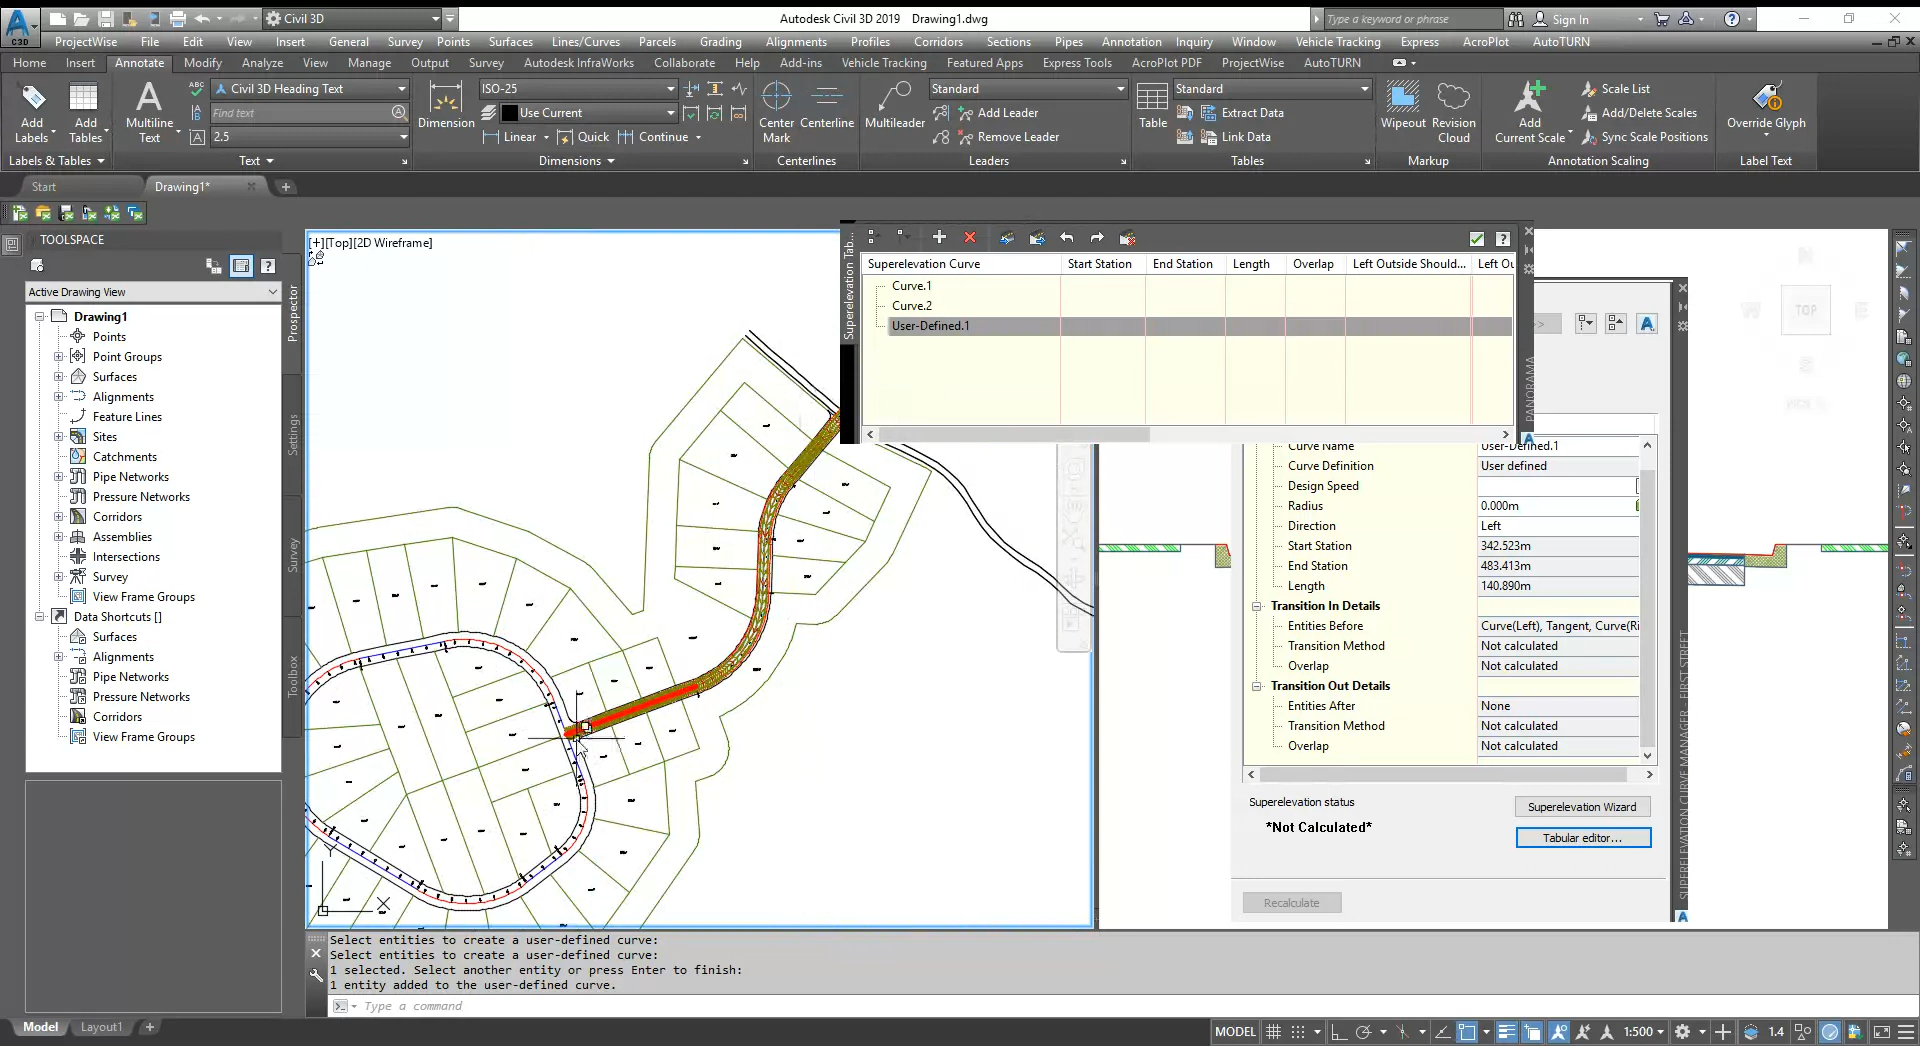 Civil 3D
Autodesk Civil 3D 2019 Drawing1.dwg
Type a keyword or phrase
Sign In
C3D
ProjectWise File Edit View Insert General Survey Points Surfaces Lines/Curves Parcels Grading Alignments Profiles Corridors Sections Pipes Annotation Inquiry Window Vehicle Tracking Express AcroPlot AutoTURN
Home Insert Annotate Modify Analyze View Manage Output Survey Autodesk InfraWorks Collaborate Help Add-ins Vehicle Tracking Featured Apps Express Tools AcroPlot PDF ProjectWise AutoTURN
Civil 3D Heading Text ISO-25 Standard Standard Scale List
Find text Use Current Add Leader Extract Data Add/Delete Scales
Add Labels Add Tables Multiline Text Dimension Center Mark Centerline Multileader Table Wipeout Revision Cloud Add Current Scale Override Glyph
2.5 Linear Quick Continue Remove Leader Link Data Sync Scale Positions
Labels & Tables Text Dimensions Centerlines Leaders Tables Markup Annotation Scaling Label Text
Start Drawing1*
TOOLSPACE
Active Drawing View
Drawing1
Points
Point Groups
Surfaces
Alignments
Feature Lines
Sites
Catchments
Pipe Networks
Pressure Networks
Corridors
Assemblies
Intersections
Survey
View Frame Groups
Data Shortcuts []
Surfaces
Alignments
Pipe Networks
Pressure Networks
Corridors
View Frame Groups
Prospector
Settings
Survey
Toolbox
[+][Top][2D Wireframe]
Y
X
Superelevation Tab...
Superelevation Curve Start Station End Station Length Overlap Left Outside Should... Left Ou
Curve.1
Curve.2
User-Defined.1
PANORAMA
TOP
Curve Name User-Defined.1
Curve Definition User defined
Design Speed
Radius 0.000m
Direction Left
Start Station 342.523m
End Station 483.413m
Length 140.890m
Transition In Details
Entities Before Curve(Left), Tangent, Curve(Ri
Transition Method Not calculated
Overlap Not calculated
Transition Out Details
Entities After None
Transition Method Not calculated
Overlap Not calculated
Superelevation status
*Not Calculated*
Superelevation Wizard
Tabular editor...
Recalculate
SUPERELEVATION CURVE MANAGER - FIRST STREET
Select entities to create a user-defined curve:
Select entities to create a user-defined curve:
1 selected. Select another entity or press Enter to finish:
1 entity added to the user-defined curve.
Type a command
Model Layout1
MODEL 1:500 1.4